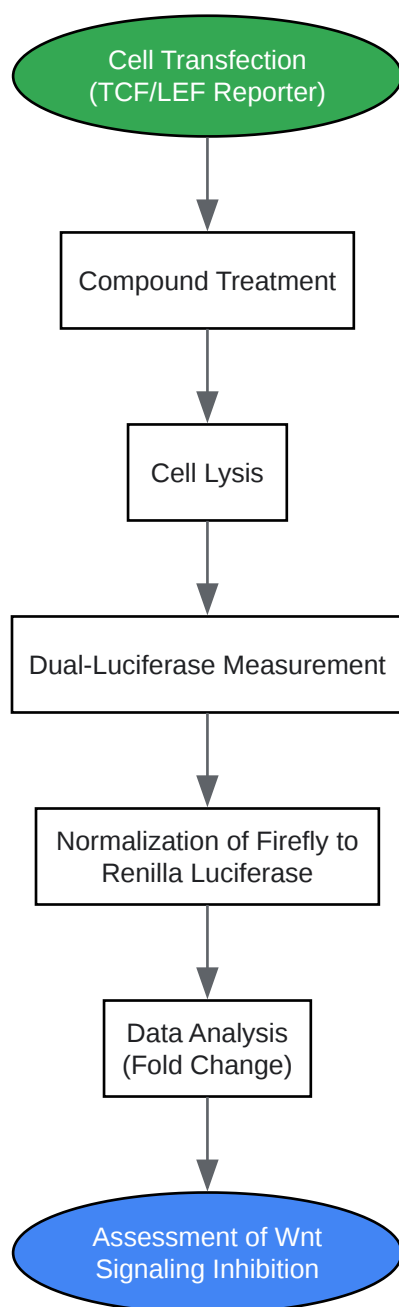 Cell Transfection
(TCF/LEF Reporter)
Compound Treatment
Cell Lysis
Dual-Luciferase Measurement
Normalization of Firefly to
Renilla Luciferase
Data Analysis
(Fold Change)
Assessment of Wnt
Signaling Inhibition